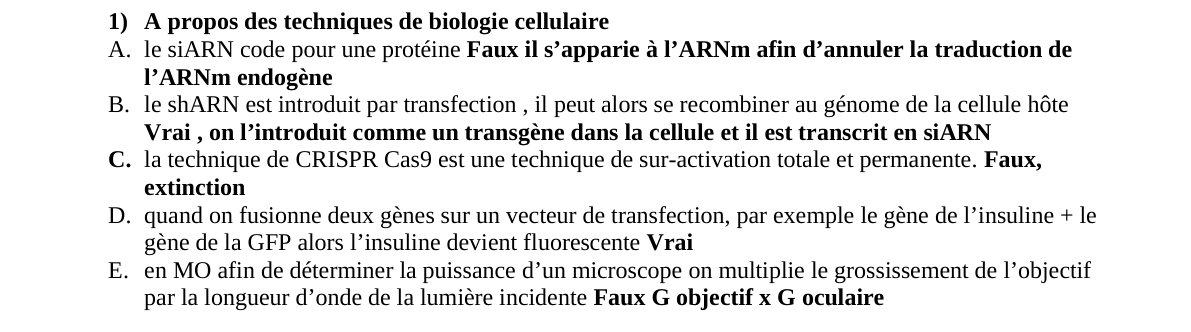 1) A propos des techniques de biologie cellulaire
A. le siARN code pour une protéine Faux il s’apparie à l’ARNm afin d’annuler la traduction de
l’ARNm endogène
B. le shARN est introduit par transfection , il peut alors se recombiner au génome de la cellule hôte
Vrai , on l’introduit comme un transgène dans la cellule et il est transcrit en siARN
C. la technique de CRISPR Cas9 est une technique de sur-activation totale et permanente. Faux,
extinction
D. quand on fusionne deux gènes sur un vecteur de transfection, par exemple le gène de l’insuline + le
gène de la GFP alors l’insuline devient fluorescente Vrai
E. en MO afin de déterminer la puissance d’un microscope on multiplie le grossissement de l’objectif
par la longueur d’onde de la lumière incidente Faux G objectif x G oculaire